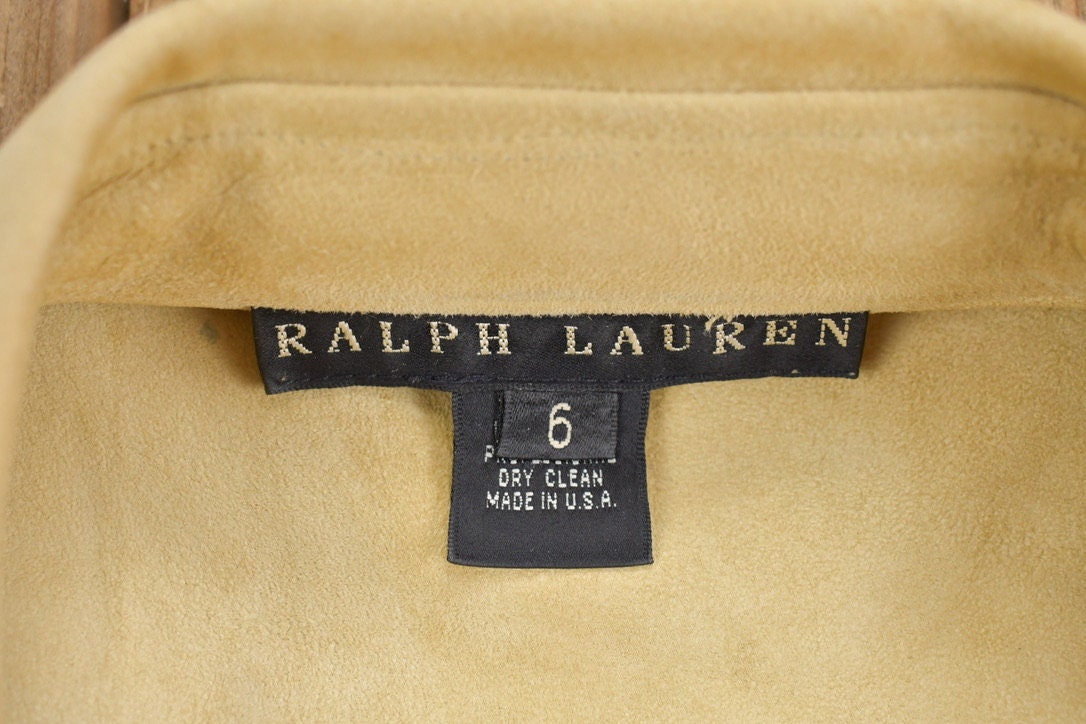 RALPH LAUREN
6
DRY CLEAN
MADE IN U.S.A.